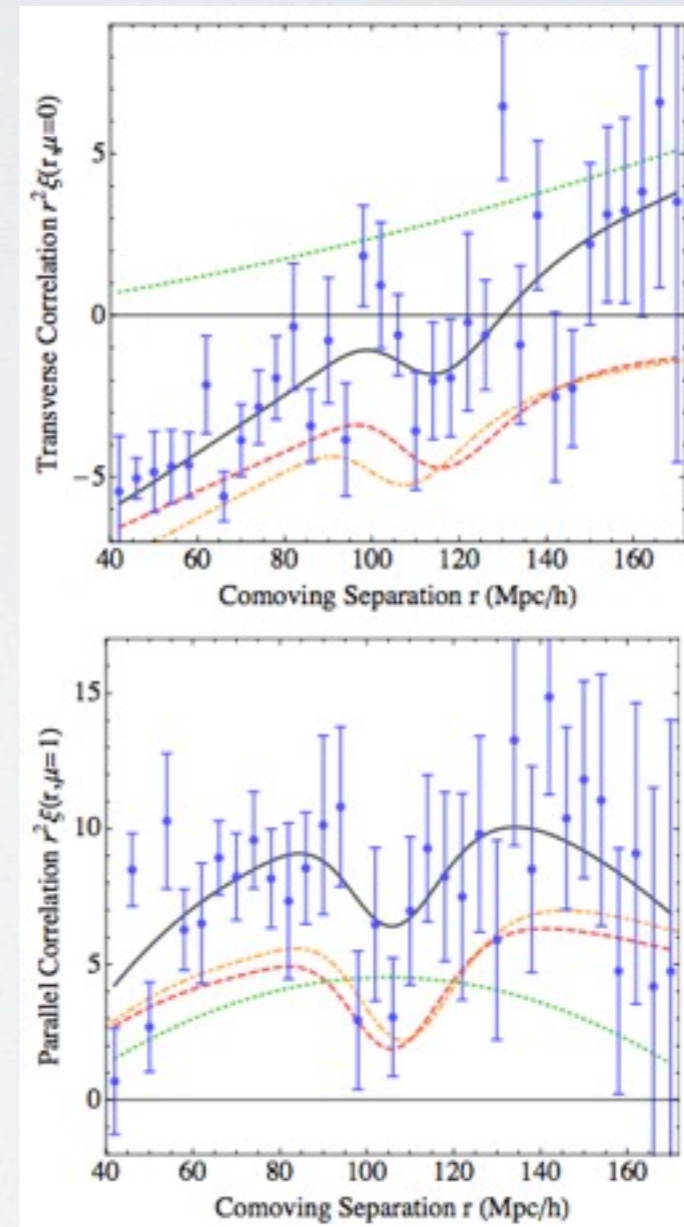 Transverse Correlation r²ξ(r,μ=0)
5
0
−5
40 60 80 100 120 140 160
Comoving Separation r (Mpc/h)
Parallel Correlation r²ξ(r,μ=1)
15
10
5
0
40 60 80 100 120 140 160
Comoving Separation r (Mpc/h)